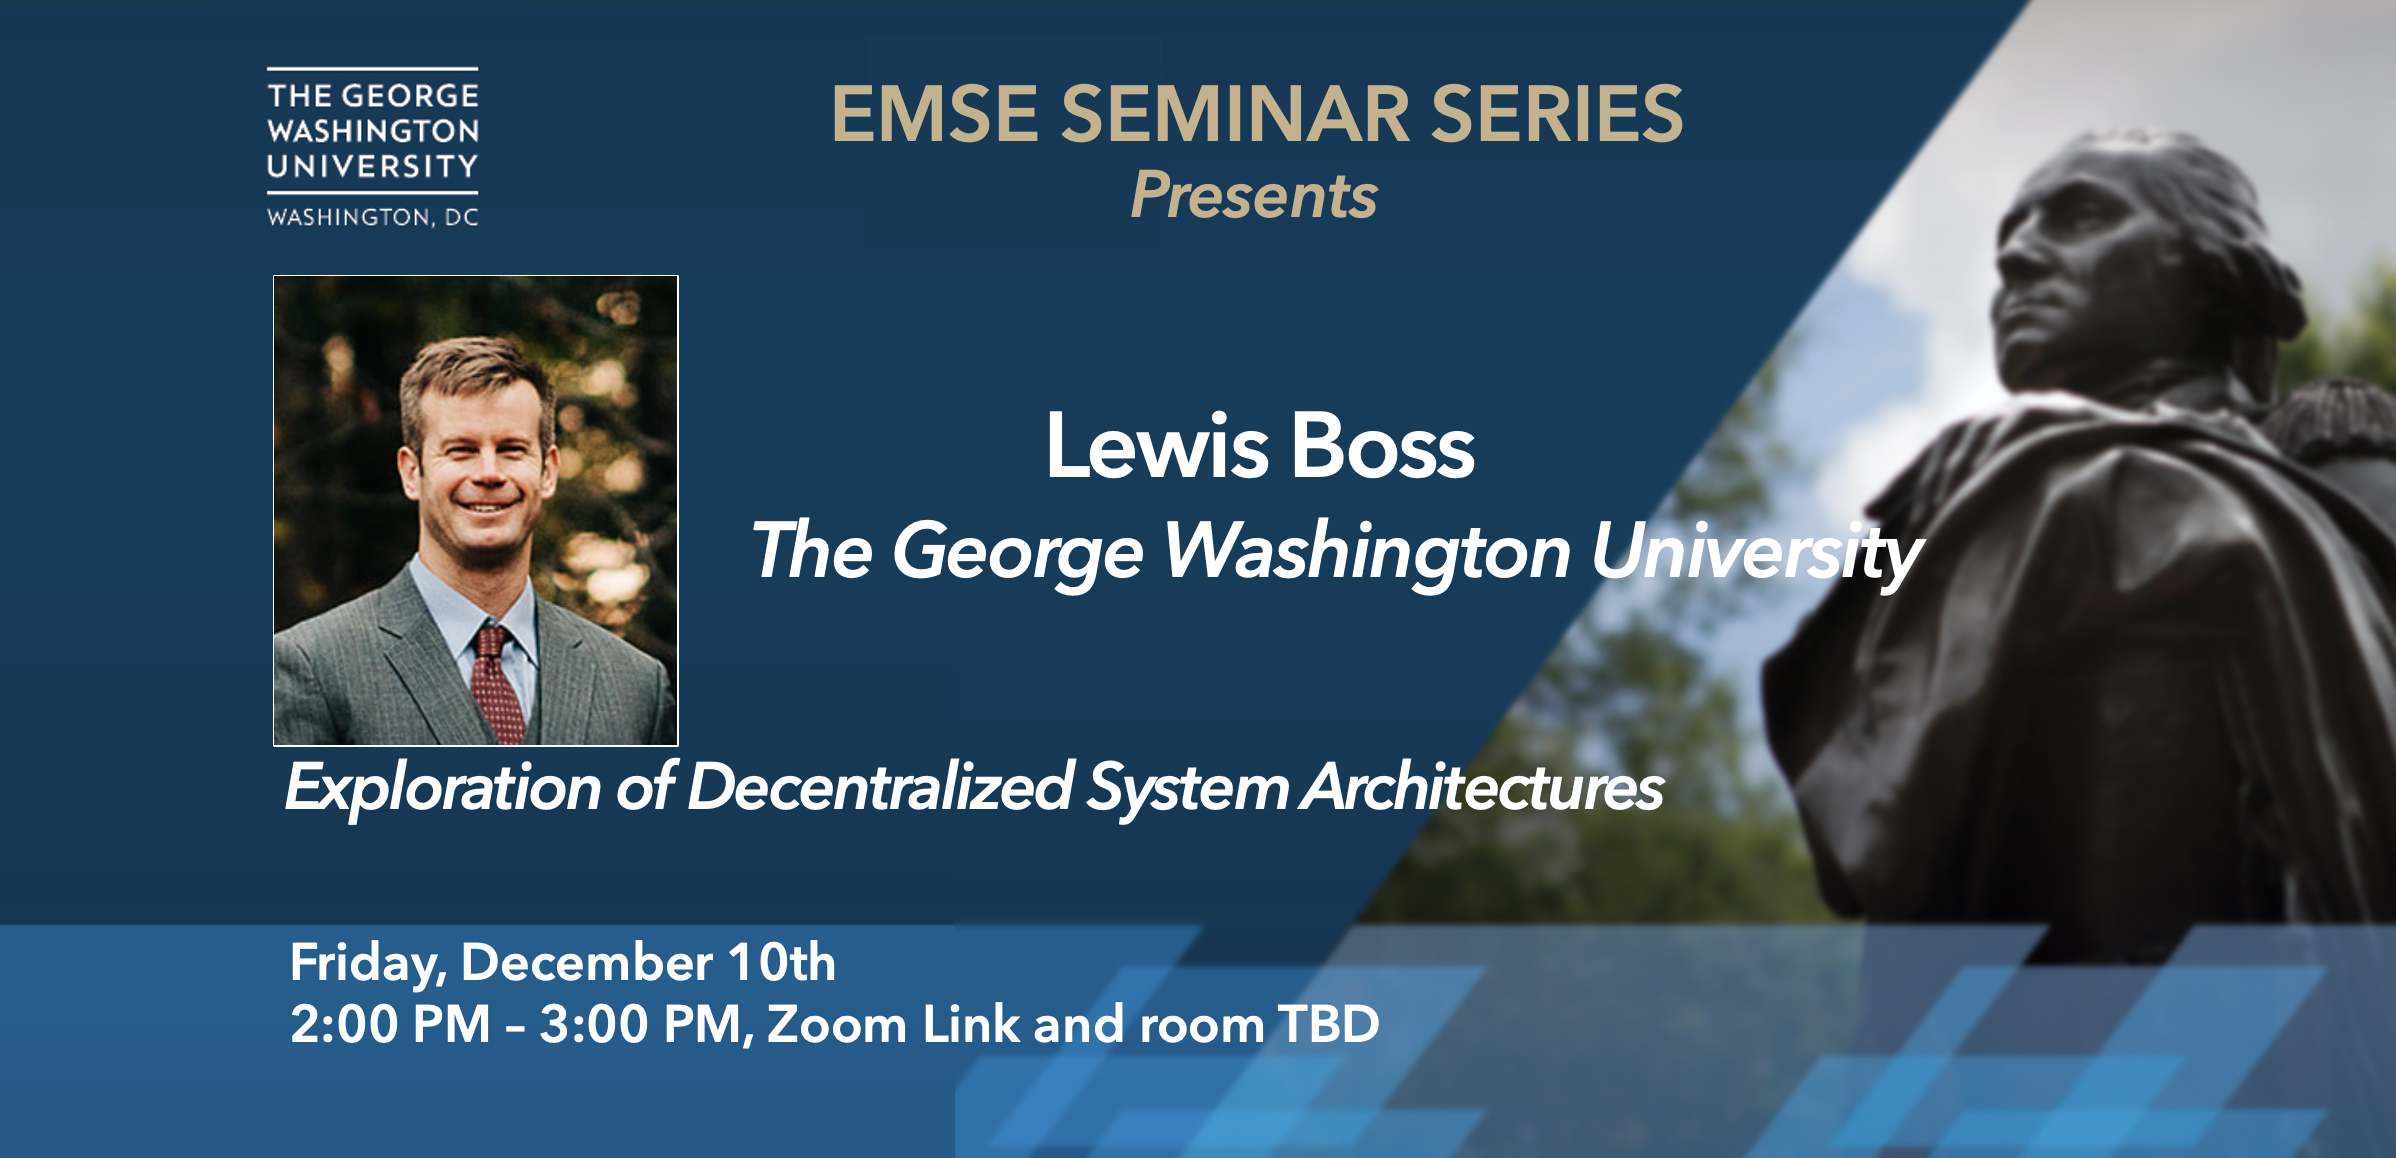 THE GEORGE
WASHINGTON
UNIVERSITY
WASHINGTON, DC
EMSE SEMINAR SERIES
Presents
Lewis Boss
The George Washington University
Exploration of Decentralized System Architectures
Friday, December 10th
2:00 PM – 3:00 PM, Zoom Link and room TBD